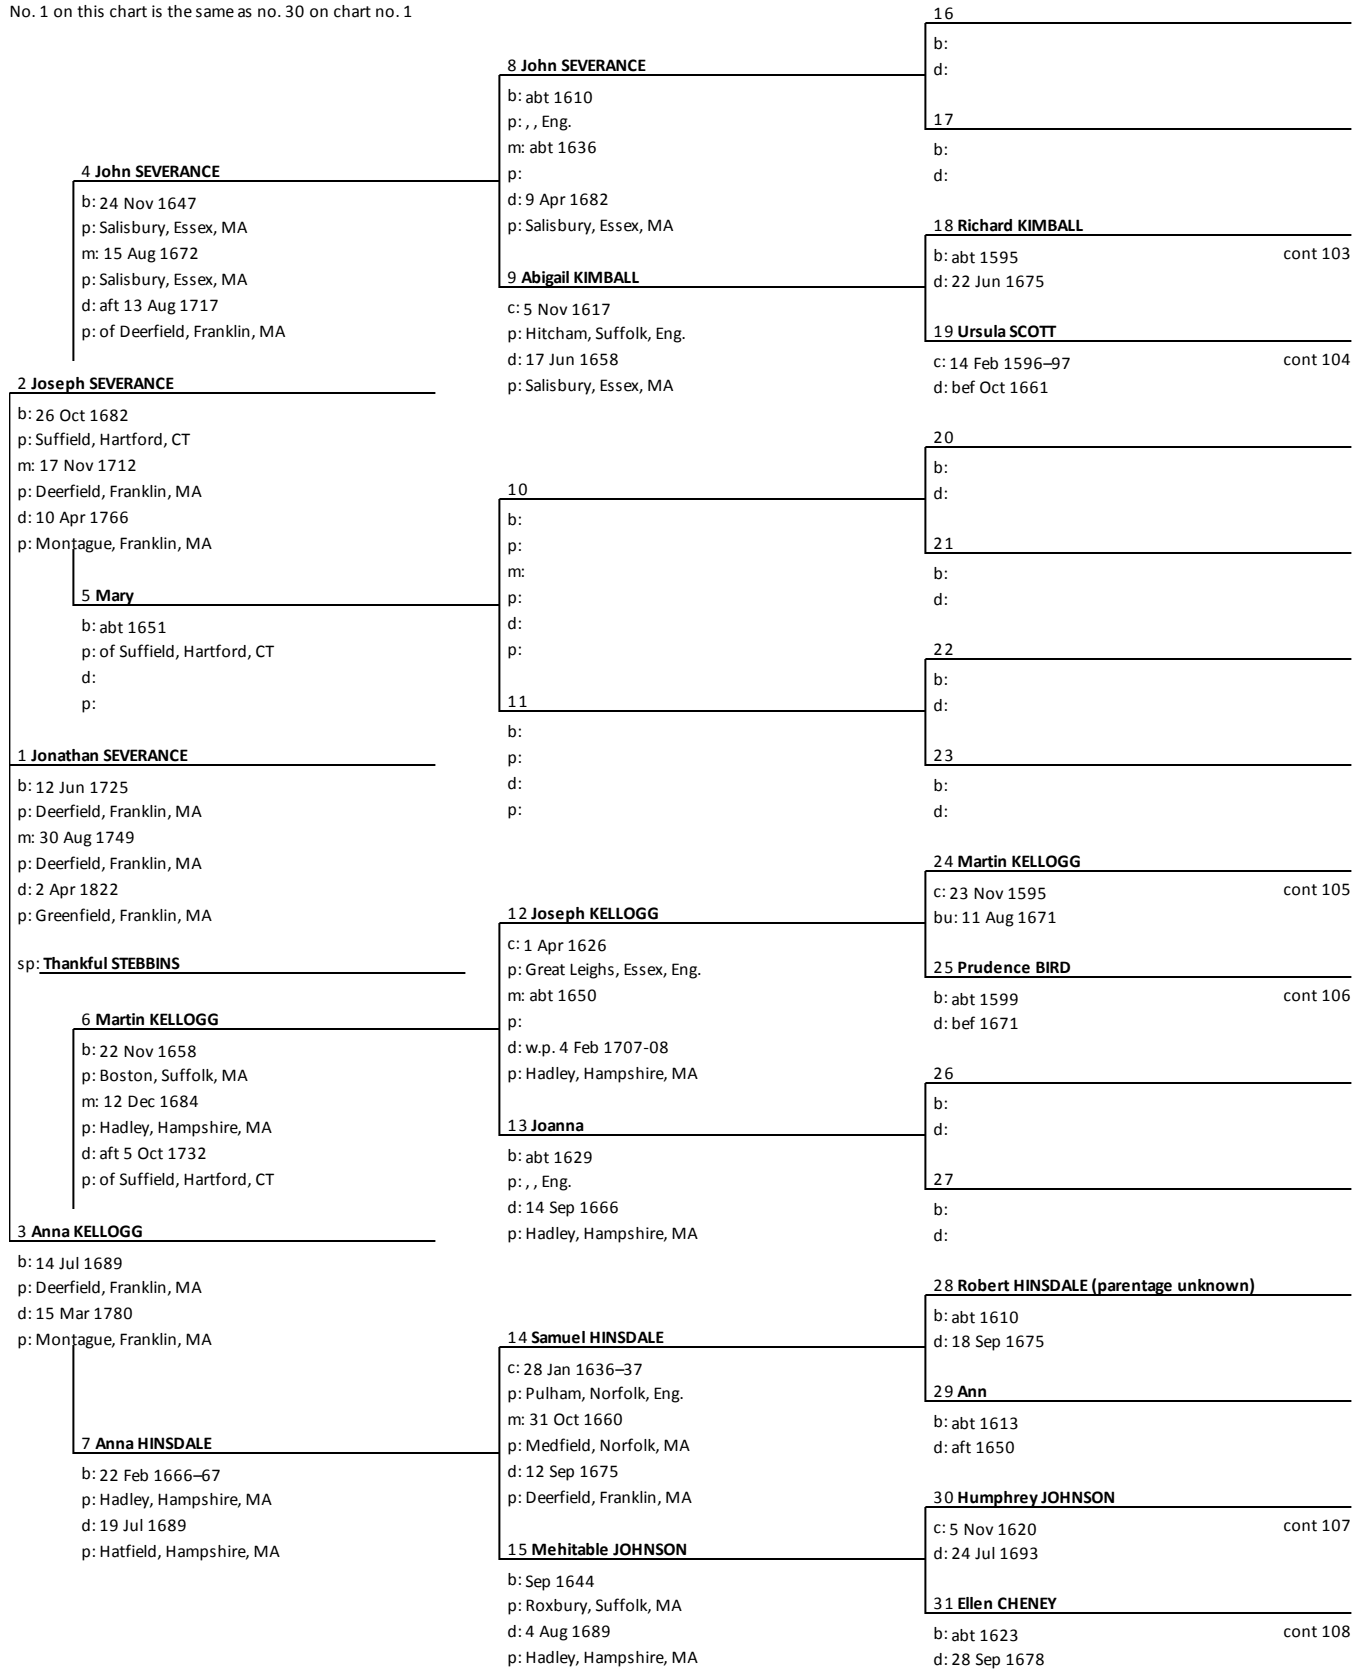 No. 1 on this chart is the same as no. 30 on chart no. 1
16
b:
d:
8 John SEVERANCE
b: abt 1610
p: , , Eng.
m: abt 1636
p:
d: 9 Apr 1682
p: Salisbury, Essex, MA
17
b:
d:
4 John SEVERANCE
b: 24 Nov 1647
p: Salisbury, Essex, MA
m: 15 Aug 1672
p: Salisbury, Essex, MA
d: aft 13 Aug 1717
p: of Deerfield, Franklin, MA
18 Richard KIMBALL
b: abt 1595 cont 103
d: 22 Jun 1675
9 Abigail KIMBALL
c: 5 Nov 1617
p: Hitcham, Suffolk, Eng.
d: 17 Jun 1658
p: Salisbury, Essex, MA
19 Ursula SCOTT
c: 14 Feb 1596–97 cont 104
d: bef Oct 1661
2 Joseph SEVERANCE
b: 26 Oct 1682
p: Suffield, Hartford, CT
m: 17 Nov 1712
p: Deerfield, Franklin, MA
d: 10 Apr 1766
p: Montague, Franklin, MA
20
b:
d:
10
b:
p:
m:
p:
d:
p:
21
b:
d:
5 Mary
b: abt 1651
p: of Suffield, Hartford, CT
d:
p:
22
b:
d:
11
b:
p:
d:
p:
23
b:
d:
1 Jonathan SEVERANCE
b: 12 Jun 1725
p: Deerfield, Franklin, MA
m: 30 Aug 1749
p: Deerfield, Franklin, MA
d: 2 Apr 1822
p: Greenfield, Franklin, MA
sp: Thankful STEBBINS
24 Martin KELLOGG
c: 23 Nov 1595 cont 105
bu: 11 Aug 1671
12 Joseph KELLOGG
c: 1 Apr 1626
p: Great Leighs, Essex, Eng.
m: abt 1650
p:
d: w.p. 4 Feb 1707-08
p: Hadley, Hampshire, MA
25 Prudence BIRD
b: abt 1599 cont 106
d: bef 1671
6 Martin KELLOGG
b: 22 Nov 1658
p: Boston, Suffolk, MA
m: 12 Dec 1684
p: Hadley, Hampshire, MA
d: aft 5 Oct 1732
p: of Suffield, Hartford, CT
26
b:
d:
13 Joanna
b: abt 1629
p: , , Eng.
d: 14 Sep 1666
p: Hadley, Hampshire, MA
27
b:
d:
3 Anna KELLOGG
b: 14 Jul 1689
p: Deerfield, Franklin, MA
d: 15 Mar 1780
p: Montague, Franklin, MA
28 Robert HINSDALE (parentage unknown)
b: abt 1610
d: 18 Sep 1675
14 Samuel HINSDALE
c: 28 Jan 1636–37
p: Pulham, Norfolk, Eng.
m: 31 Oct 1660
p: Medfield, Norfolk, MA
d: 12 Sep 1675
p: Deerfield, Franklin, MA
29 Ann
b: abt 1613
d: aft 1650
7 Anna HINSDALE
b: 22 Feb 1666–67
p: Hadley, Hampshire, MA
d: 19 Jul 1689
p: Hatfield, Hampshire, MA
30 Humphrey JOHNSON
c: 5 Nov 1620 cont 107
d: 24 Jul 1693
15 Mehitable JOHNSON
b: Sep 1644
p: Roxbury, Suffolk, MA
d: 4 Aug 1689
p: Hadley, Hampshire, MA
31 Ellen CHENEY
b: abt 1623 cont 108
d: 28 Sep 1678